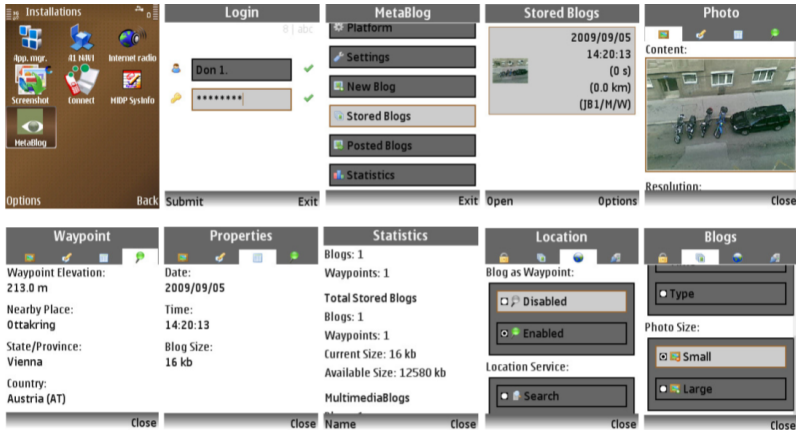 Installations
App. mgr.
A1 NAVI
Internet radio
Screenshot
Connect
MIDP SysInfo
MetaBlog
Options
Back
Login
8 | abc
Don 1.
********
Submit
Exit
MetaBlog
Platform
Settings
New Blog
Stored Blogs
Posted Blogs
Statistics
Exit
Stored Blogs
2009/09/05
14:20:13
(0 s)
(0.0 km)
(JB1/M/W)
Open
Options
Photo
Content:
Resolution:
Close
Waypoint
Waypoint Elevation:
213.0 m
Nearby Place:
Ottakring
State/Province:
Vienna
Country:
Austria (AT)
Close
Properties
Date:
2009/09/05
Time:
14:20:13
Blog Size:
16 kb
Close
Statistics
Blogs: 1
Waypoints: 1
Total Stored Blogs
Blogs: 1
Waypoints: 1
Current Size: 16 kb
Available Size: 12580 kb
MultimediaBlogs
Name
Close
Location
Blog as Waypoint:
Disabled
Enabled
Location Service:
Search
Close
Blogs
Type
Photo Size:
Small
Large
Close